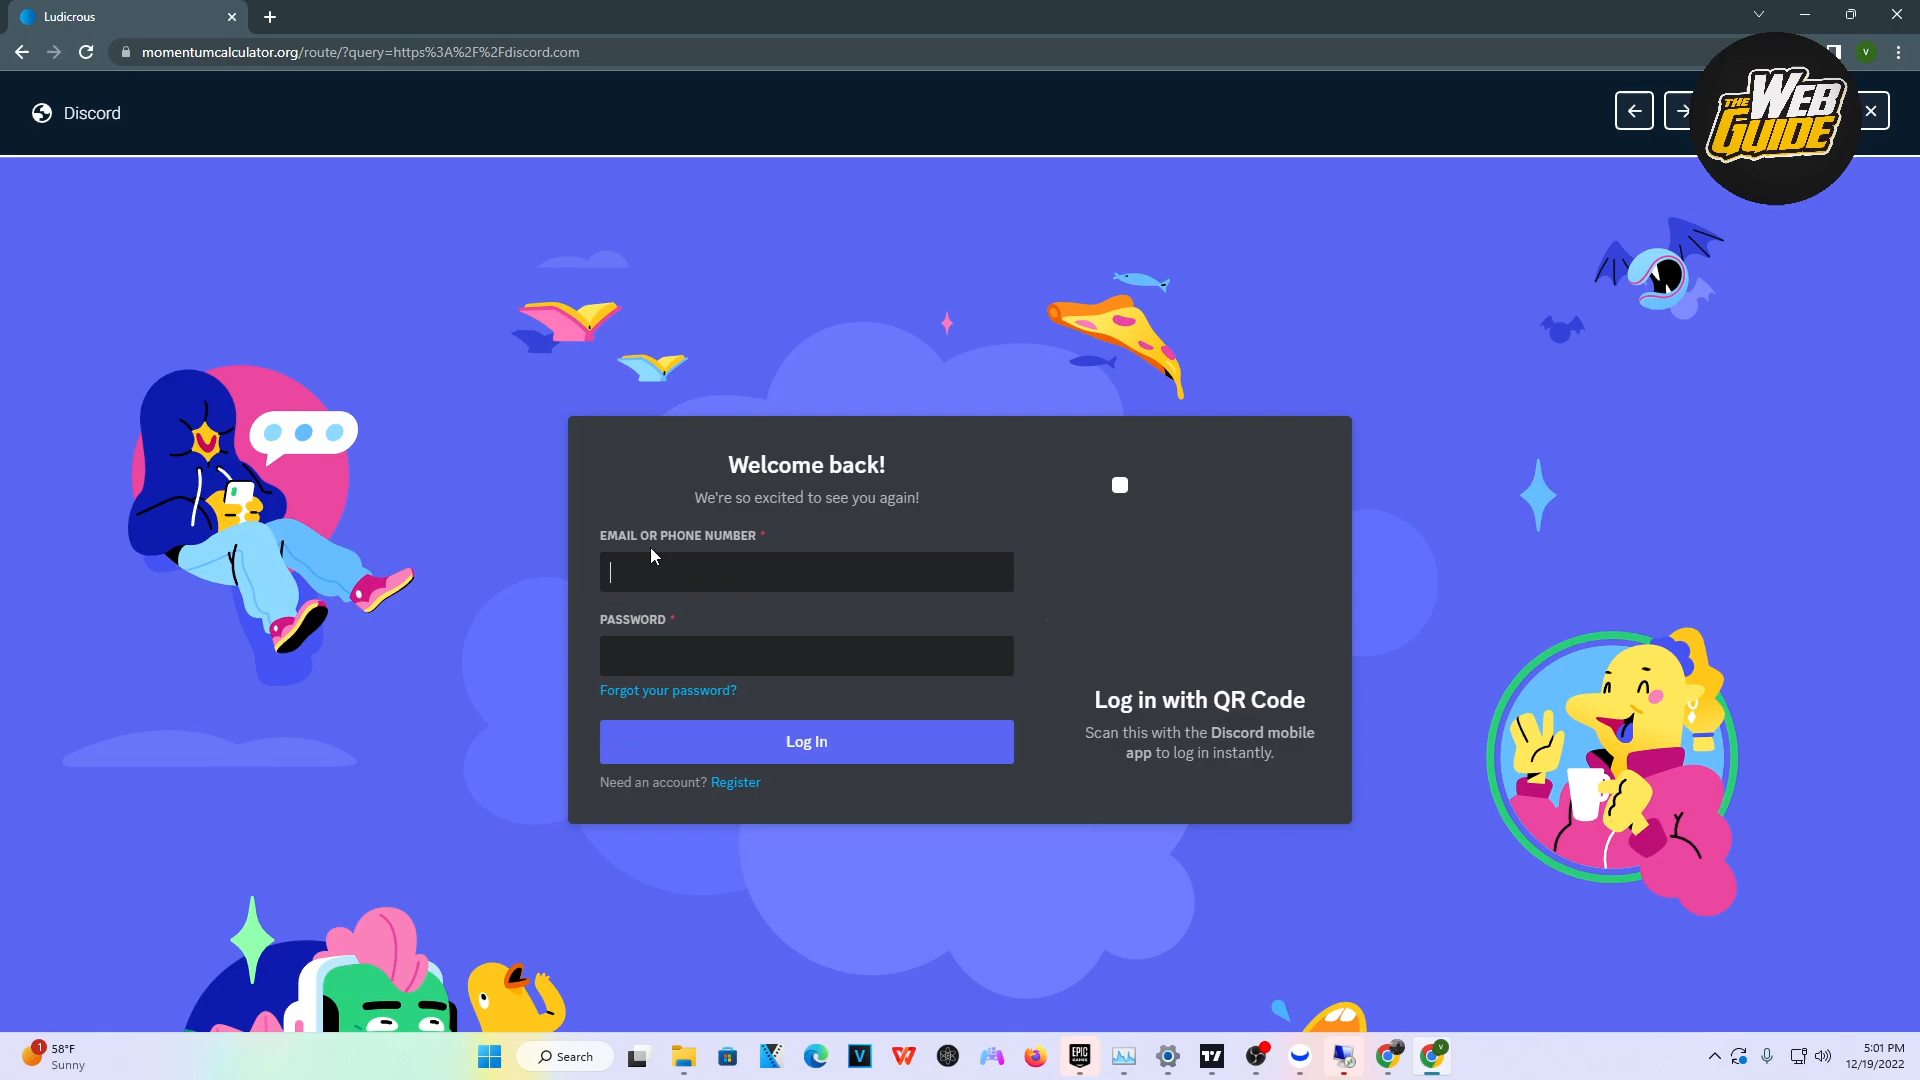 Ludicrous
momentumcalculator.org/route/?query=https%3A%2F%2Fdiscord.com
V
Discord
THE WEB GUIDE
Welcome back!
We're so excited to see you again!
EMAIL OR PHONE NUMBER *
PASSWORD *
Forgot your password?
Log In
Need an account? Register
Log in with QR Code
Scan this with the Discord mobile
app to log in instantly.
1
58°F
Sunny
Search
V
W
EPIC
GAMES
V
5:01 PM
12/19/2022